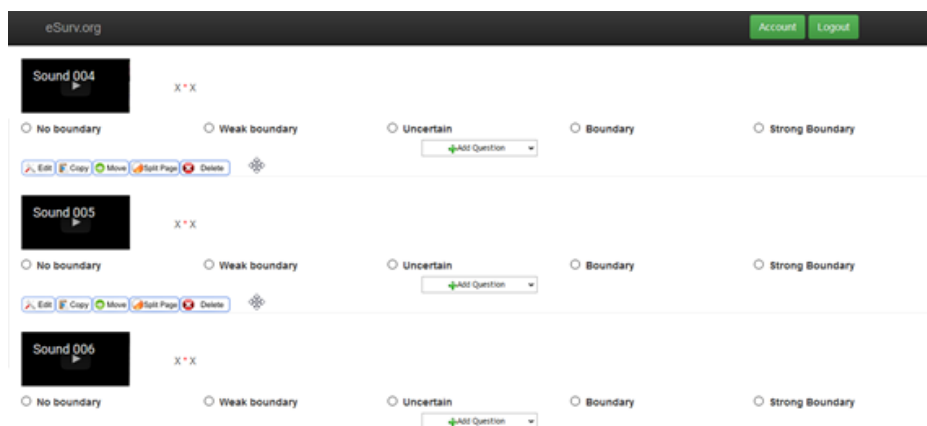 eSurv.org Account Logout
Sound 004
X * X
No boundary Weak boundary Uncertain Boundary Strong Boundary
Add Question
Edit Copy Move Split Page Delete
Sound 005
X * X
No boundary Weak boundary Uncertain Boundary Strong Boundary
Add Question
Edit Copy Move Split Page Delete
Sound 006
X * X
No boundary Weak boundary Uncertain Boundary Strong Boundary
Add Question